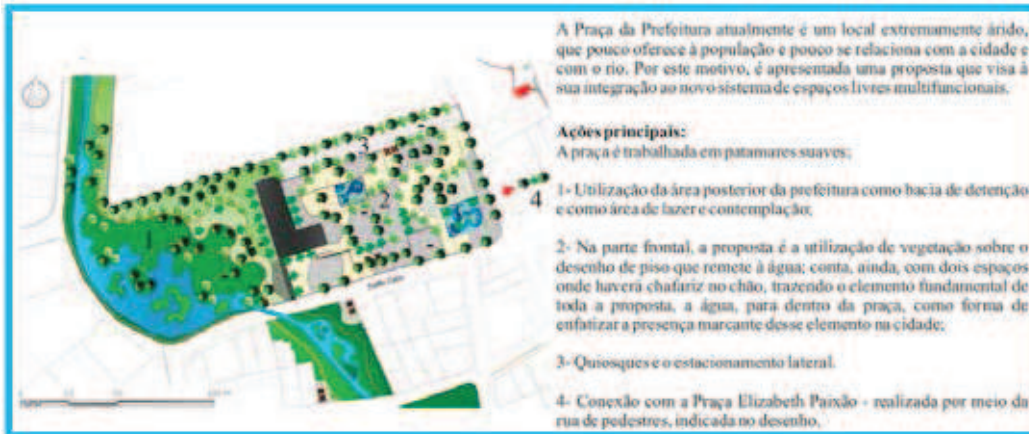 A Praça da Prefeitura atualmente é um local extremamente árido,
que pouco oferece à população e pouco se relaciona com a cidade e
com o rio. Por este motivo, é apresentada uma proposta que visa à
sua integração ao novo sistema de espaços livres multifuncionais.
Ações principais:
A praça é trabalhada em patamares suaves;
1- Utilização da área posterior da prefeitura como bacia de detenção
e como área de lazer e contemplação;
2- Na parte frontal, a proposta é a utilização de vegetação sobre o
desenho de piso que remete à água; conta, ainda, com dois espaços
onde haverá chafariz no chão, trazendo o elemento fundamental de
toda a proposta, a água, para dentro da praça, como forma de
enfatizar a presença marcante desse elemento na cidade;
3- Quiosques e o estacionamento lateral.
4- Conexão com a Praça Elizabeth Paixão - realizada por meio da
rua de pedestres, indicada no desenho.
3
2
4
1